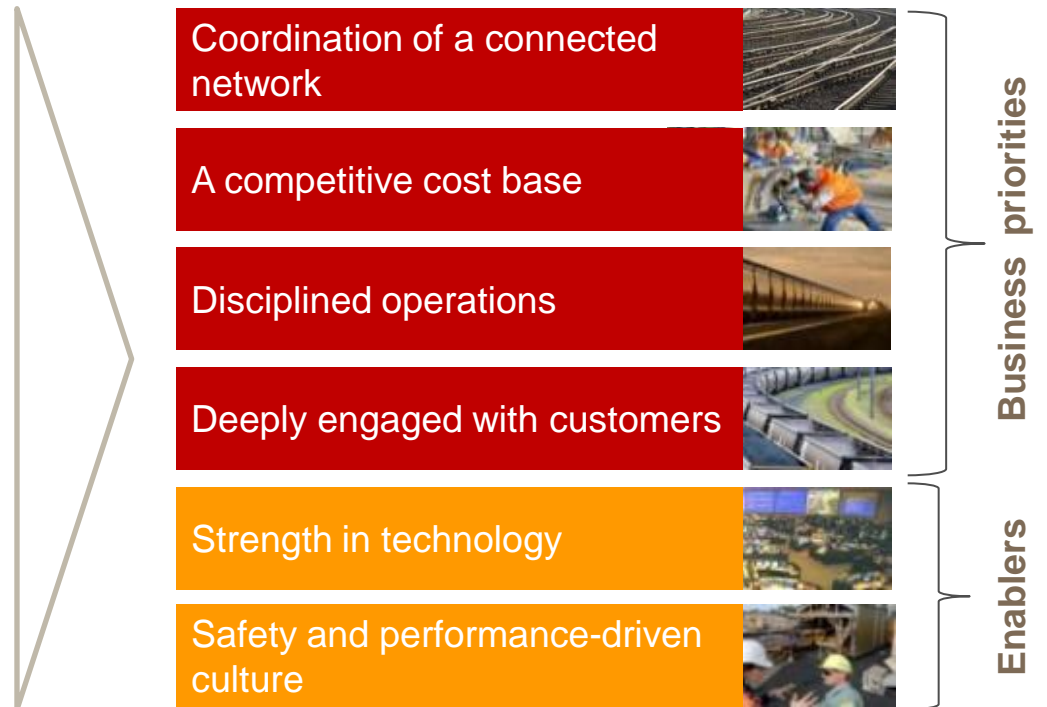 Coordination of a connected
network
A competitive cost base
Disciplined operations
Deeply engaged with customers
Business priorities
Strength in technology
Safety and performance-driven
culture
Enablers